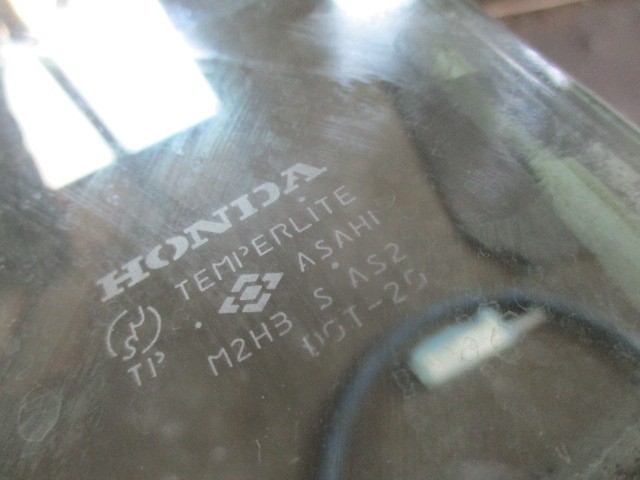 HONDA
TEMPERLITE
ASAHI
TP
M2H3 S AS2
DOT-25